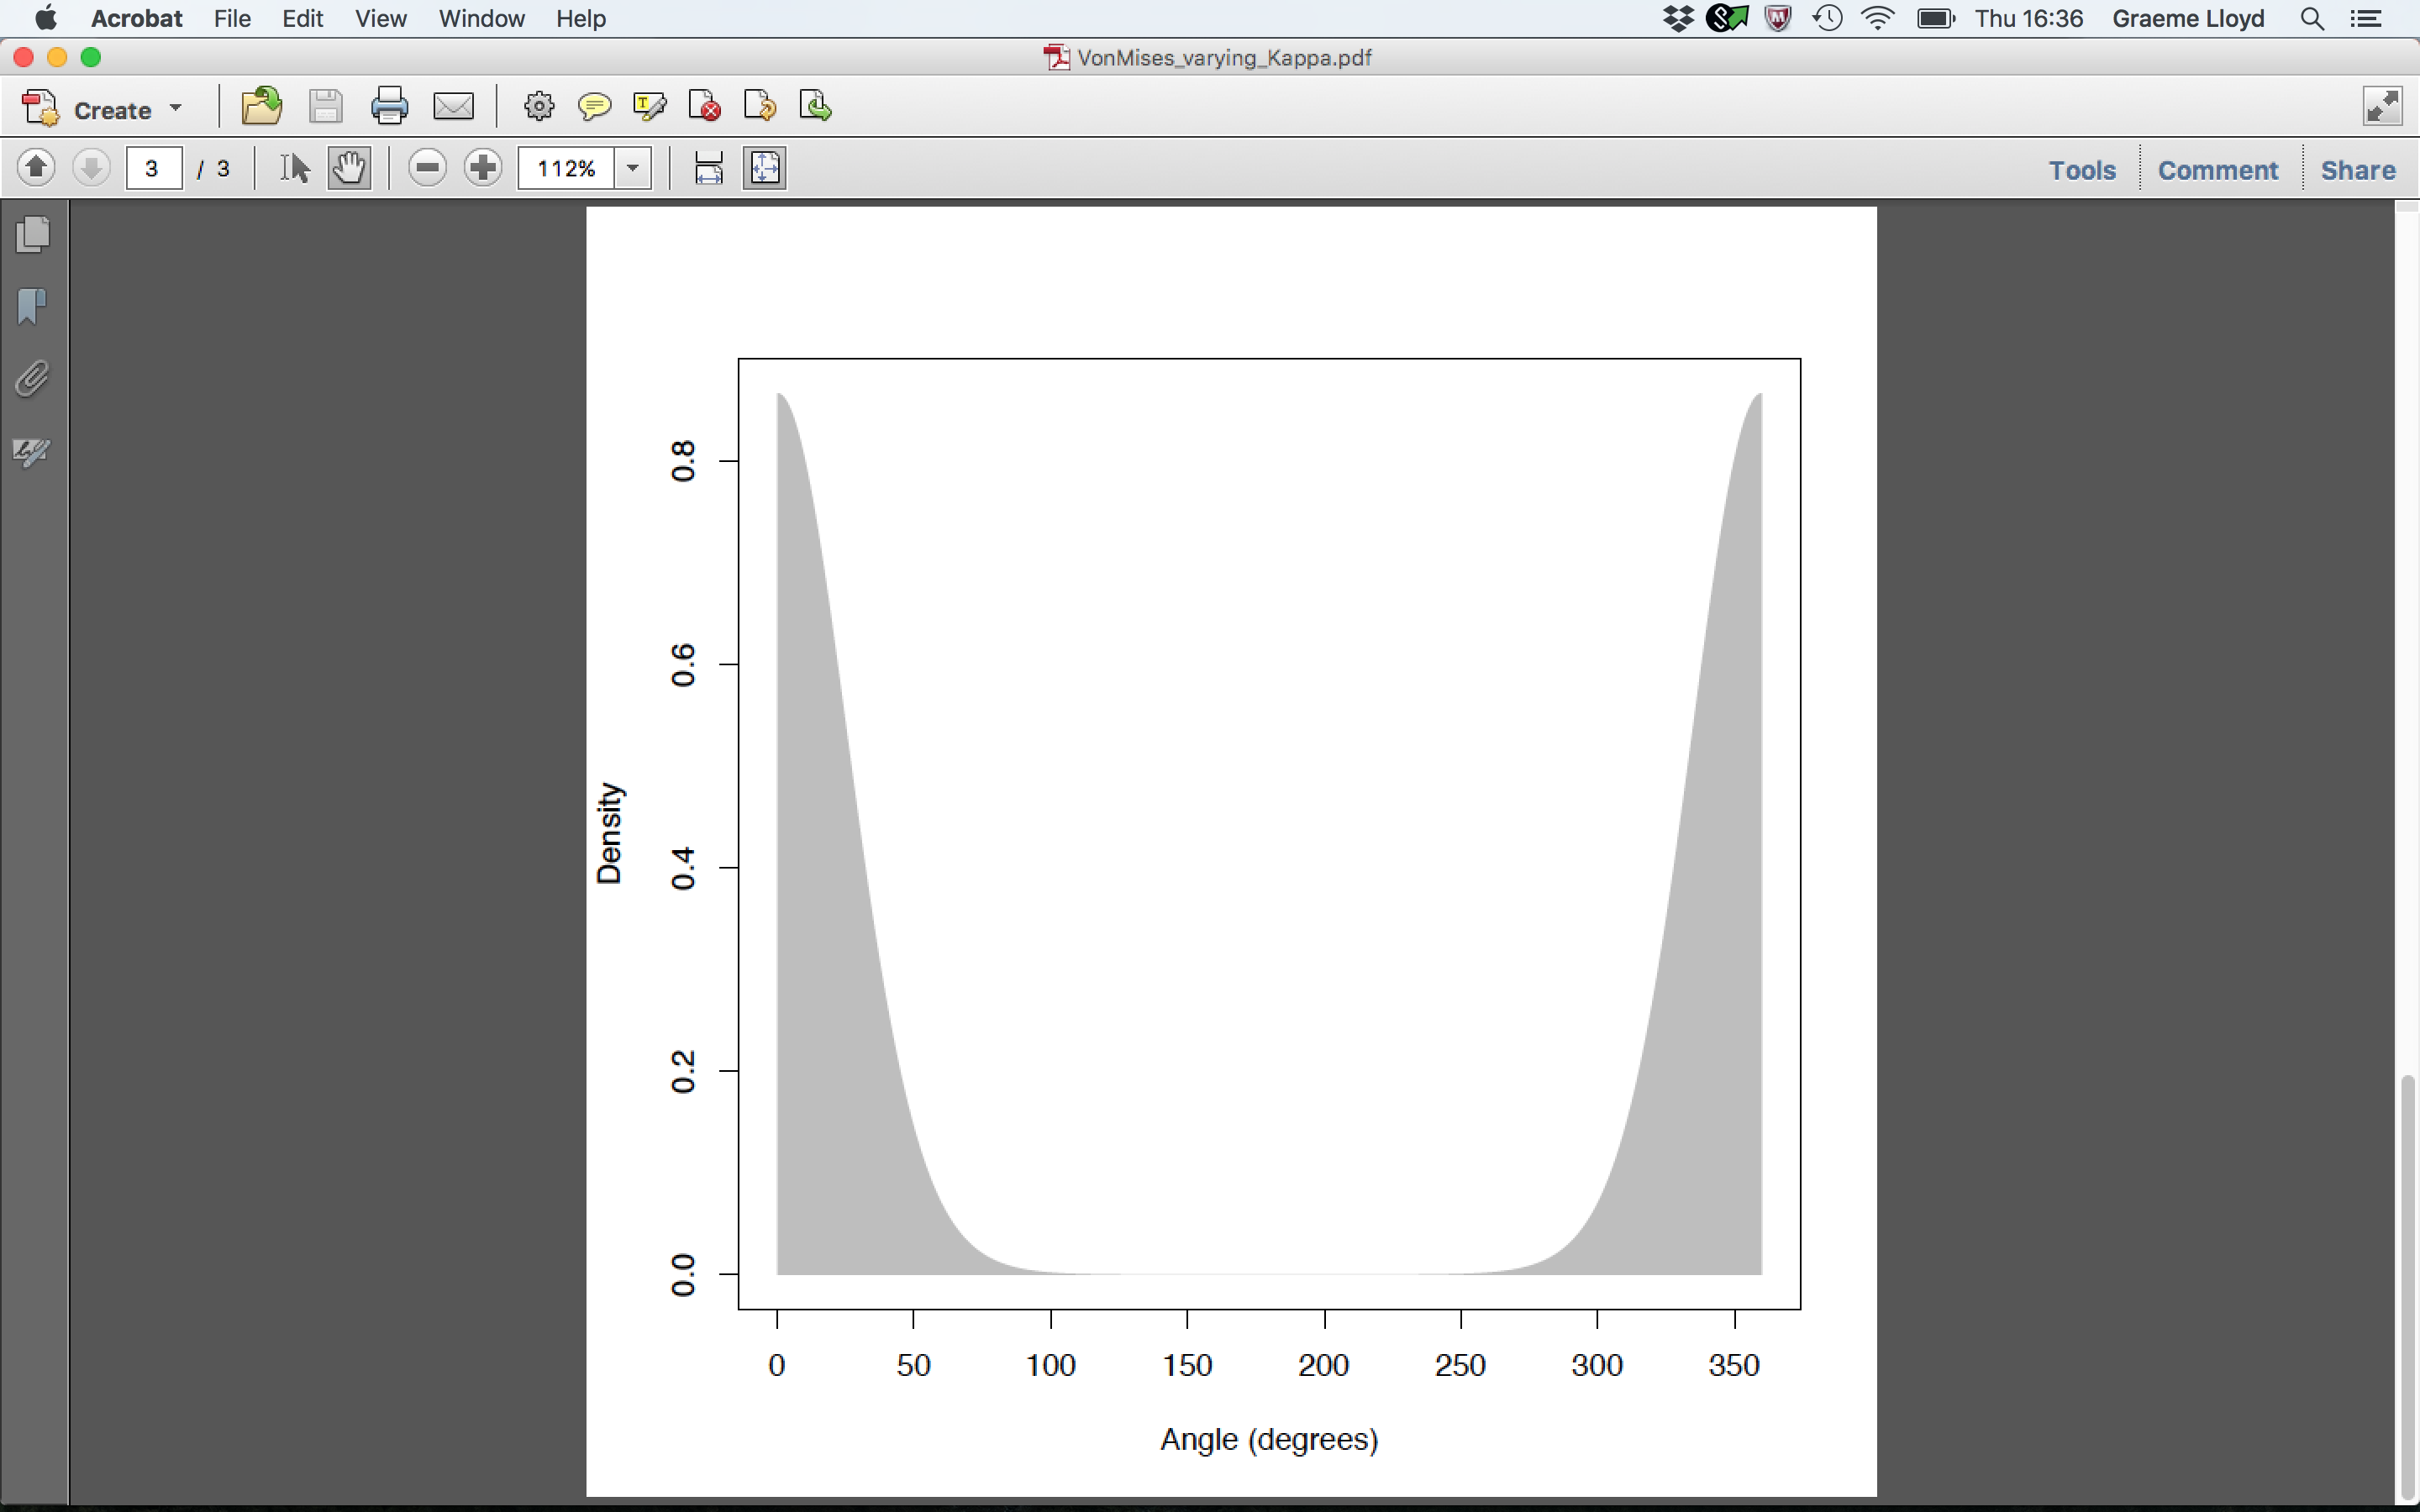 Acrobat File Edit View Window Help Thu 16:36 Graeme Lloyd
VonMises_varying_Kappa.pdf
Create
3 / 3 112% Tools Comment Share
Density
0.8
0.6
0.4
0.2
0.0
0 50 100 150 200 250 300 350
Angle (degrees)